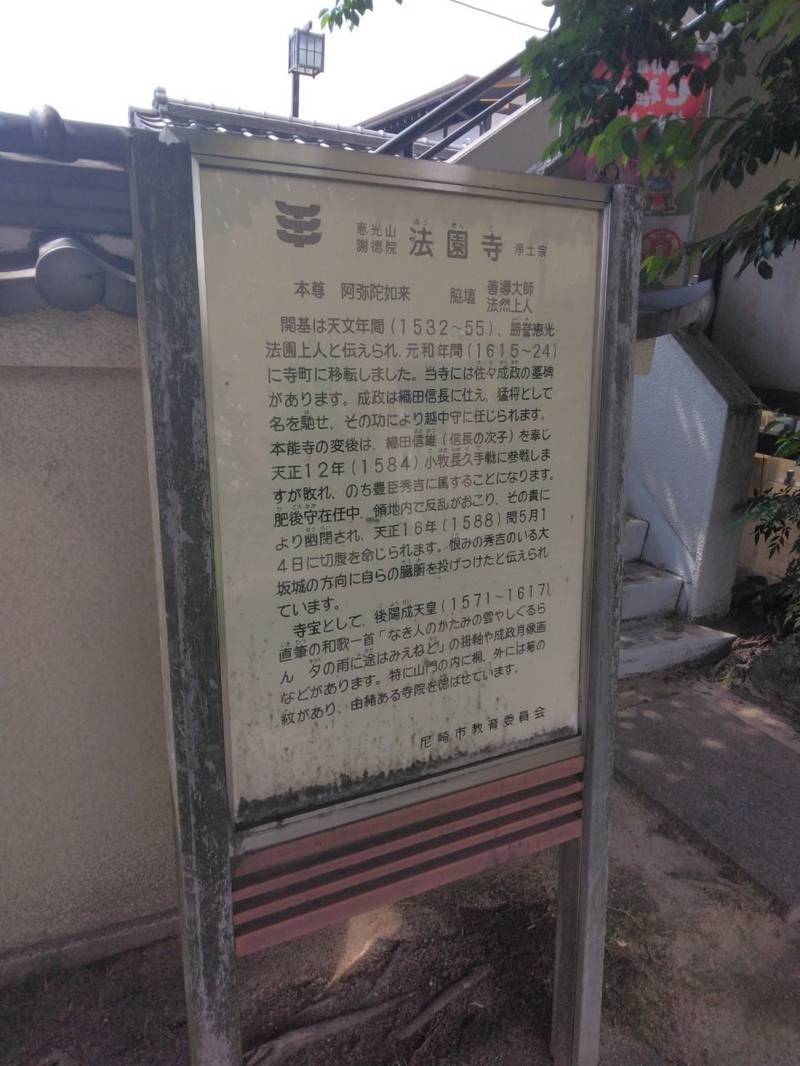 恵光山
謝徳院
法園寺
浄土宗
本尊 阿弥陀如来 脇壇 善導大師
法然上人
開基は天文年間(1532~55)、勝誉恵光
法園上人と伝えられ、元和年間(1615~24)
に寺町に移転しました。当寺には佐々成政の墓碑
があります。成政は織田信長に仕え、猛将として
名を馳せ、その功により越中守に任じられます。
本能寺の変後は、織田信雄(信長の次子)を奉じ
天正12年(1584)小牧長久手戦に参戦しま
すが敗れ、のち豊臣秀吉に属することになります。
肥後守在任中、領地内で反乱がおこり、その責に
より幽閉され、天正16年(1588)閏5月1
4日に切腹を命じられます。恨みの秀吉のいる大
坂城の方向に自らの臓腑を投げつけたと伝えられ
ています。
寺宝として、後陽成天皇(1571~1617)
直筆の和歌一首「なき人のかたみの雲やしぐるら
ん 夕の雨に途はみえねど」の掛軸や成政肖像画
などがあります。特に山門の内に桐、外には菊の
紋があり、由緒ある寺院を偲ばせています。
尼崎市教育委員会